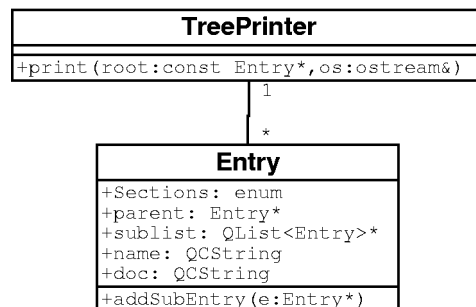 TreePrinter
+print(root:const Entry*,os:ostream&)
1
*
Entry
+Sections: enum
+parent: Entry*
+sublist: QList<Entry>*
+name: QCString
+doc: QCString
+addSubEntry(e:Entry*)